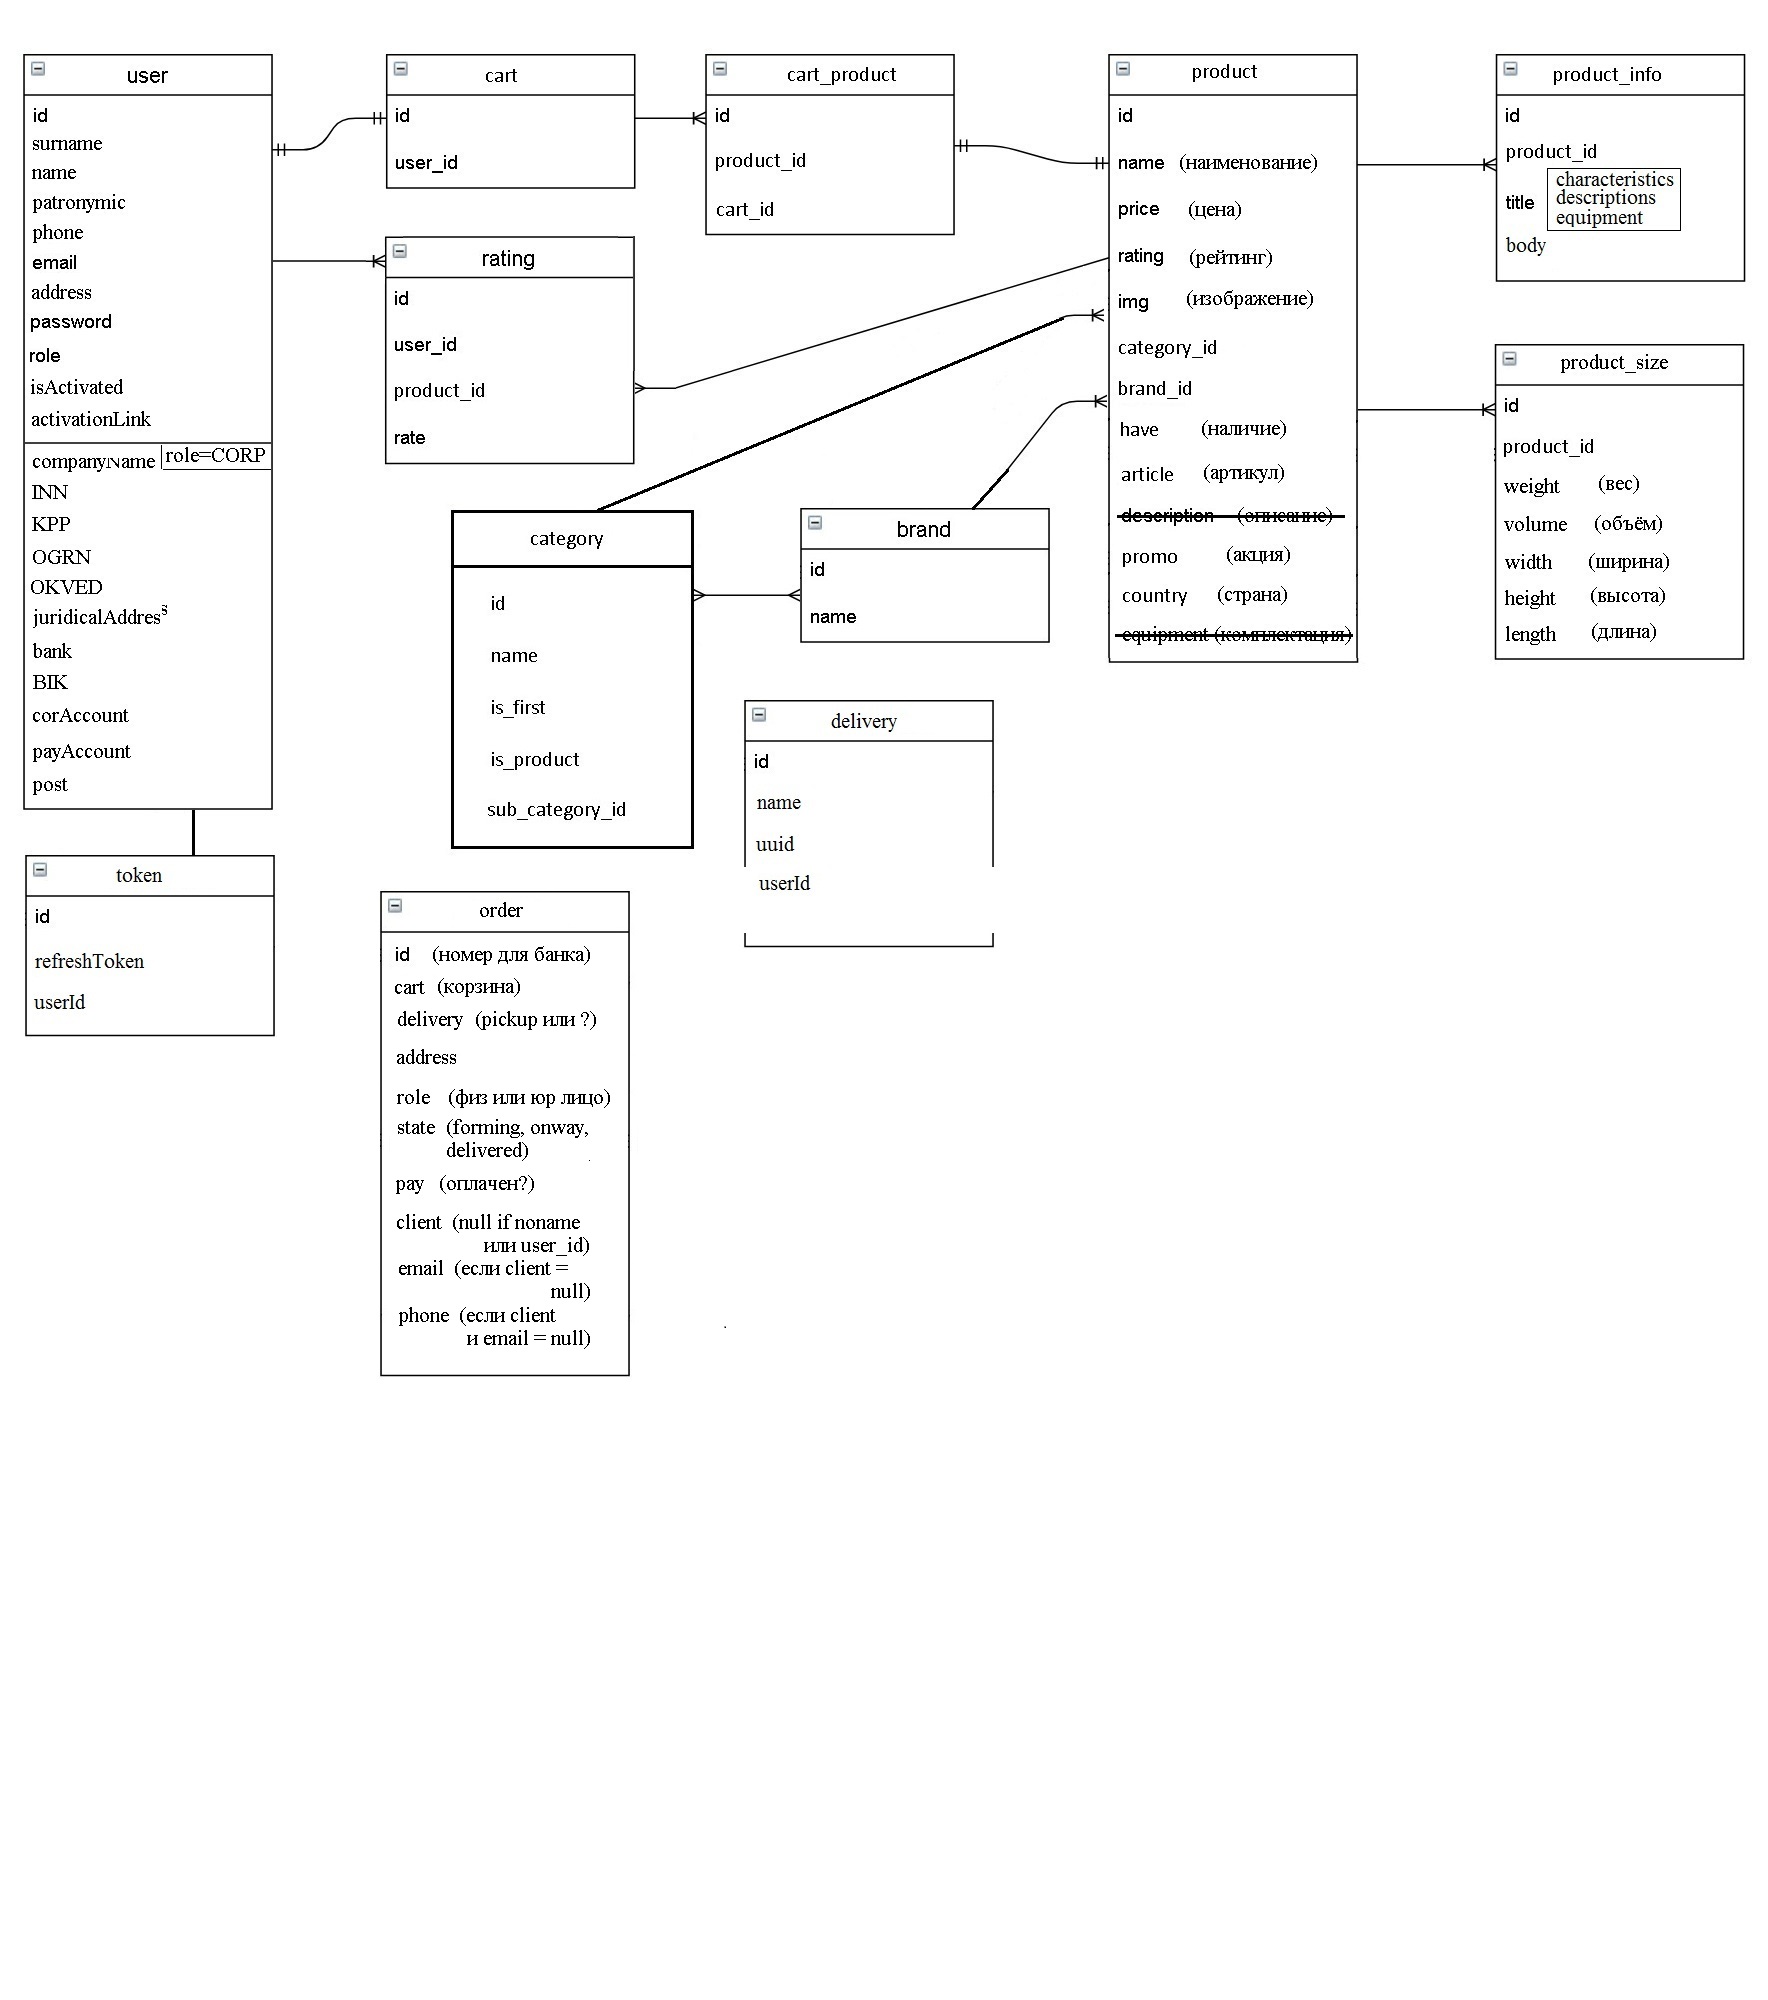 user
id
surname
name
patronymic
phone
email
address
password
role
isActivated
activationLink
companyName role=CORP
INN
KPP
OGRN
OKVED
juridicalAddress
bank
BIK
corAccount
payAccount
post
token
id
refreshToken
userId
cart
id
user_id
rating
id
user_id
product_id
rate
cart_product
id
product_id
cart_id
category
id
name
is_first
is_product
sub_category_id
brand
id
name
delivery
id
name
uuid
userId
order
id (номер для банка)
cart (корзина)
delivery (pickup или ?)
address
role (физ или юр лицо)
state (forming, onway,
delivered)
pay (оплачен?)
client (null if noname
или user_id)
email (если client =
null)
phone (если client
и email = null)
product
id
name (наименование)
price (цена)
rating (рейтинг)
img (изображение)
category_id
brand_id
have (наличие)
article (артикул)
description (описание)
promo (акция)
country (страна)
equipment (комплектация)
product_info
id
product_id
characteristics
title descriptions
equipment
body
product_size
id
product_id
weight (вес)
volume (объём)
width (ширина)
height (высота)
length (длина)